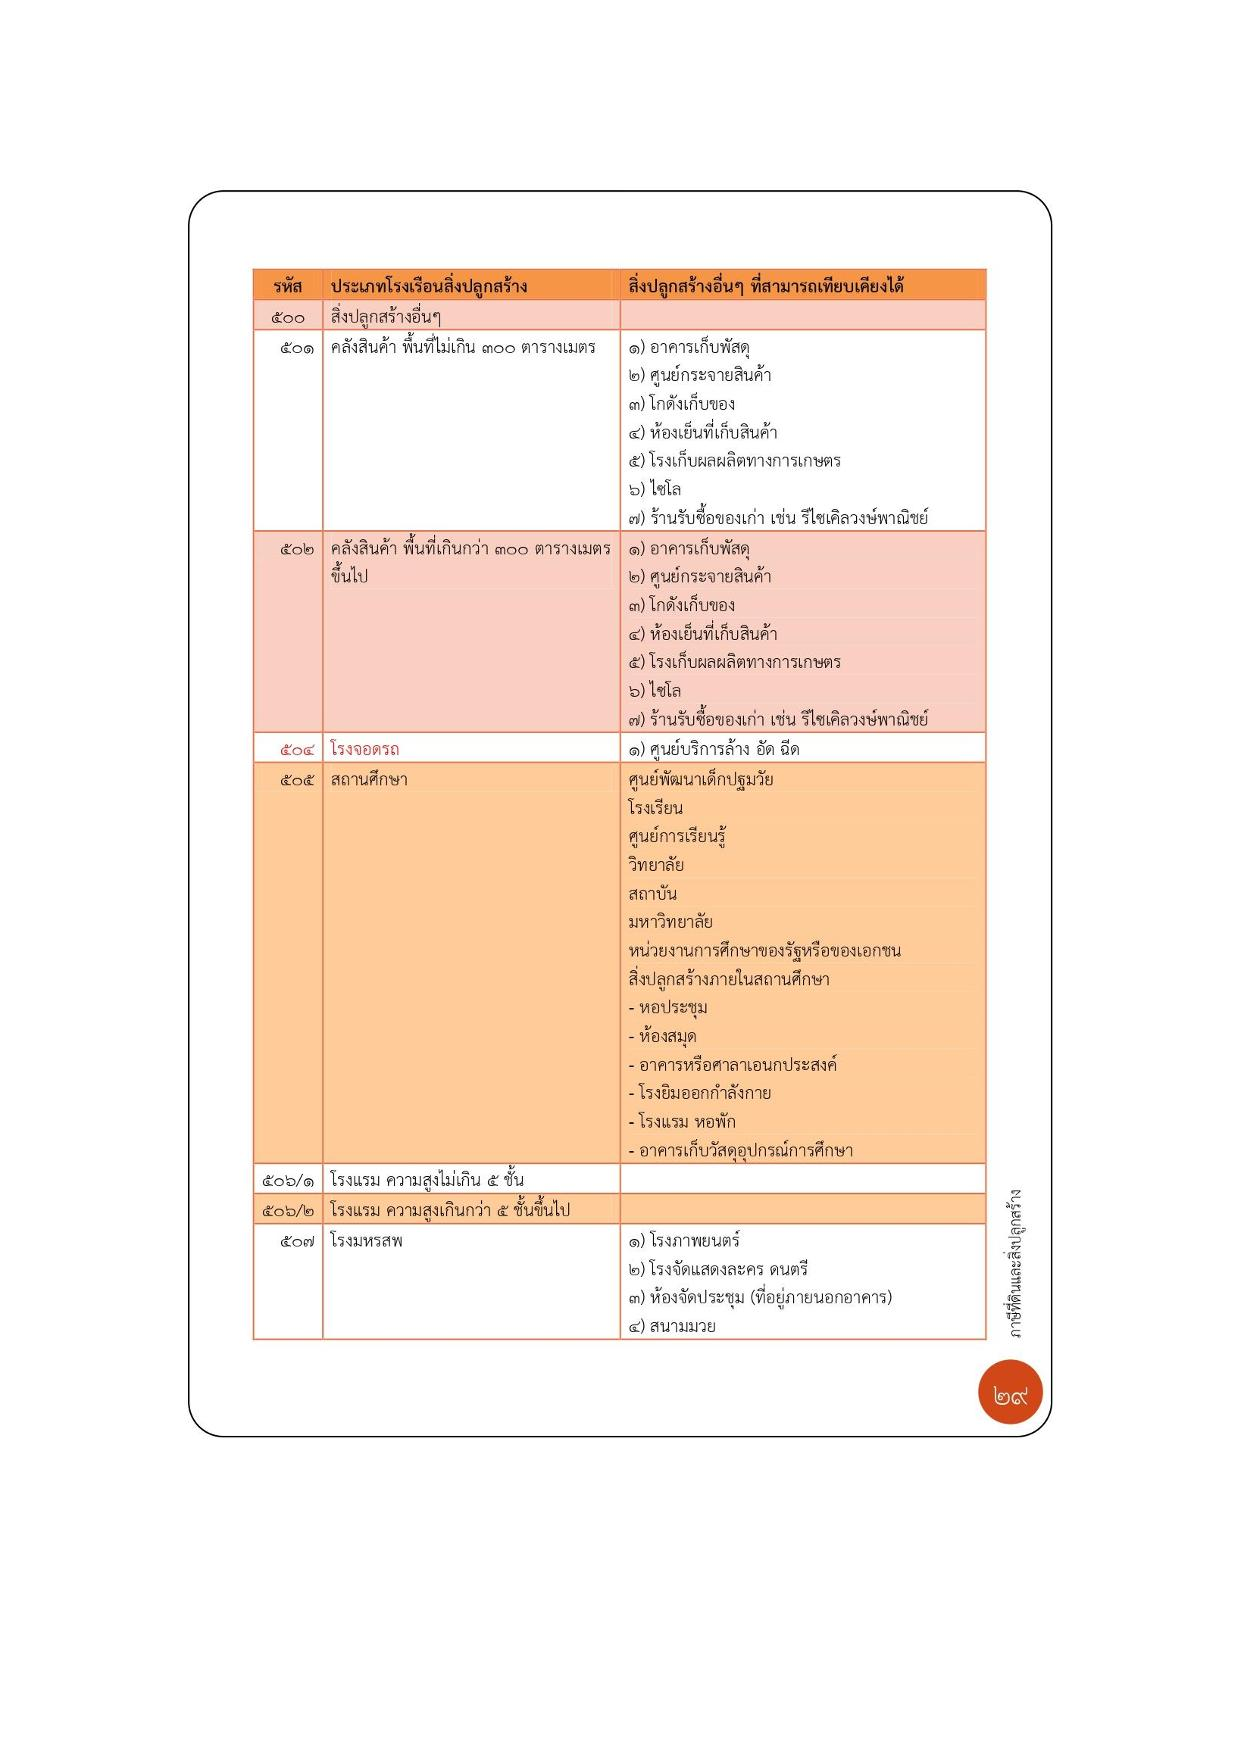 รหัส ประเภทโรงเรือนสิ่งปลูกสร้าง สิ่งปลูกสร้างอื่นๆ ที่สามารถเทียบเคียงได้
๕๐๐ สิ่งปลูกสร้างอื่นๆ
๕๐๑ คลังสินค้า พื้นที่ไม่เกิน ๓๐๐ ตารางเมตร ๑) อาคารเก็บพัสดุ
๒) ศูนย์กระจายสินค้า
๓) โกดังเก็บของ
๔) ห้องเย็นที่เก็บสินค้า
๕) โรงเก็บผลผลิตทางการเกษตร
๖) ไซโล
๗) ร้านรับซื้อของเก่า เช่น รีไซเคิลวงษ์พาณิชย์
๕๐๒ คลังสินค้า พื้นที่เกินกว่า ๓๐๐ ตารางเมตร ๑) อาคารเก็บพัสดุ
ขึ้นไป ๒) ศูนย์กระจายสินค้า
๓) โกดังเก็บของ
๔) ห้องเย็นที่เก็บสินค้า
๕) โรงเก็บผลผลิตทางการเกษตร
๖) ไซโล
๗) ร้านรับซื้อของเก่า เช่น รีไซเคิลวงษ์พาณิชย์
๕๐๔ โรงจอดรถ ๑) ศูนย์บริการล้าง อัด ฉีด
๕๐๕ สถานศึกษา ศูนย์พัฒนาเด็กปฐมวัย
โรงเรียน
ศูนย์การเรียนรู้
วิทยาลัย
สถาบัน
มหาวิทยาลัย
หน่วยงานการศึกษาของรัฐหรือของเอกชน
สิ่งปลูกสร้างภายในสถานศึกษา
- หอประชุม
- ห้องสมุด
- อาคารหรือศาลาเอนกประสงค์
- โรงยิมออกกำลังกาย
- โรงแรม หอพัก
- อาคารเก็บวัสดุอุปกรณ์การศึกษา
๕๐๖/๑ โรงแรม ความสูงไม่เกิน ๕ ชั้น
๕๐๖/๒ โรงแรม ความสูงเกินกว่า ๕ ชั้นขึ้นไป
๕๐๗ โรงมหรสพ ๑) โรงภาพยนตร์
๒) โรงจัดแสดงละคร ดนตรี
๓) ห้องจัดประชุม (ที่อยู่ภายนอกอาคาร)
๔) สนามมวย
ภาษีที่ดินและสิ่งปลูกสร้าง
๒๙